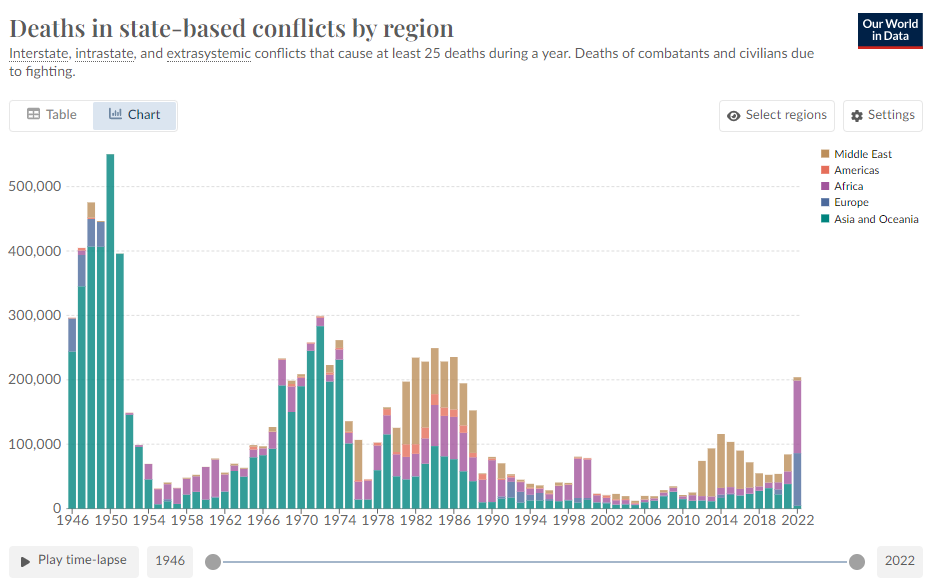 Deaths in state-based conflicts by region
Our World
in Data
Interstate, intrastate, and extrasystemic conflicts that cause at least 25 deaths during a year. Deaths of combatants and civilians due
to fighting.
Table
Chart
Select regions
Settings
Middle East
Americas
Africa
Europe
Asia and Oceania
500,000
400,000
300,000
200,000
100,000
0
1946 1950 1954 1958 1962 1966 1970 1974 1978 1982 1986 1990 1994 1998 2002 2006 2010 2014 2018 2022
Play time-lapse
1946
2022